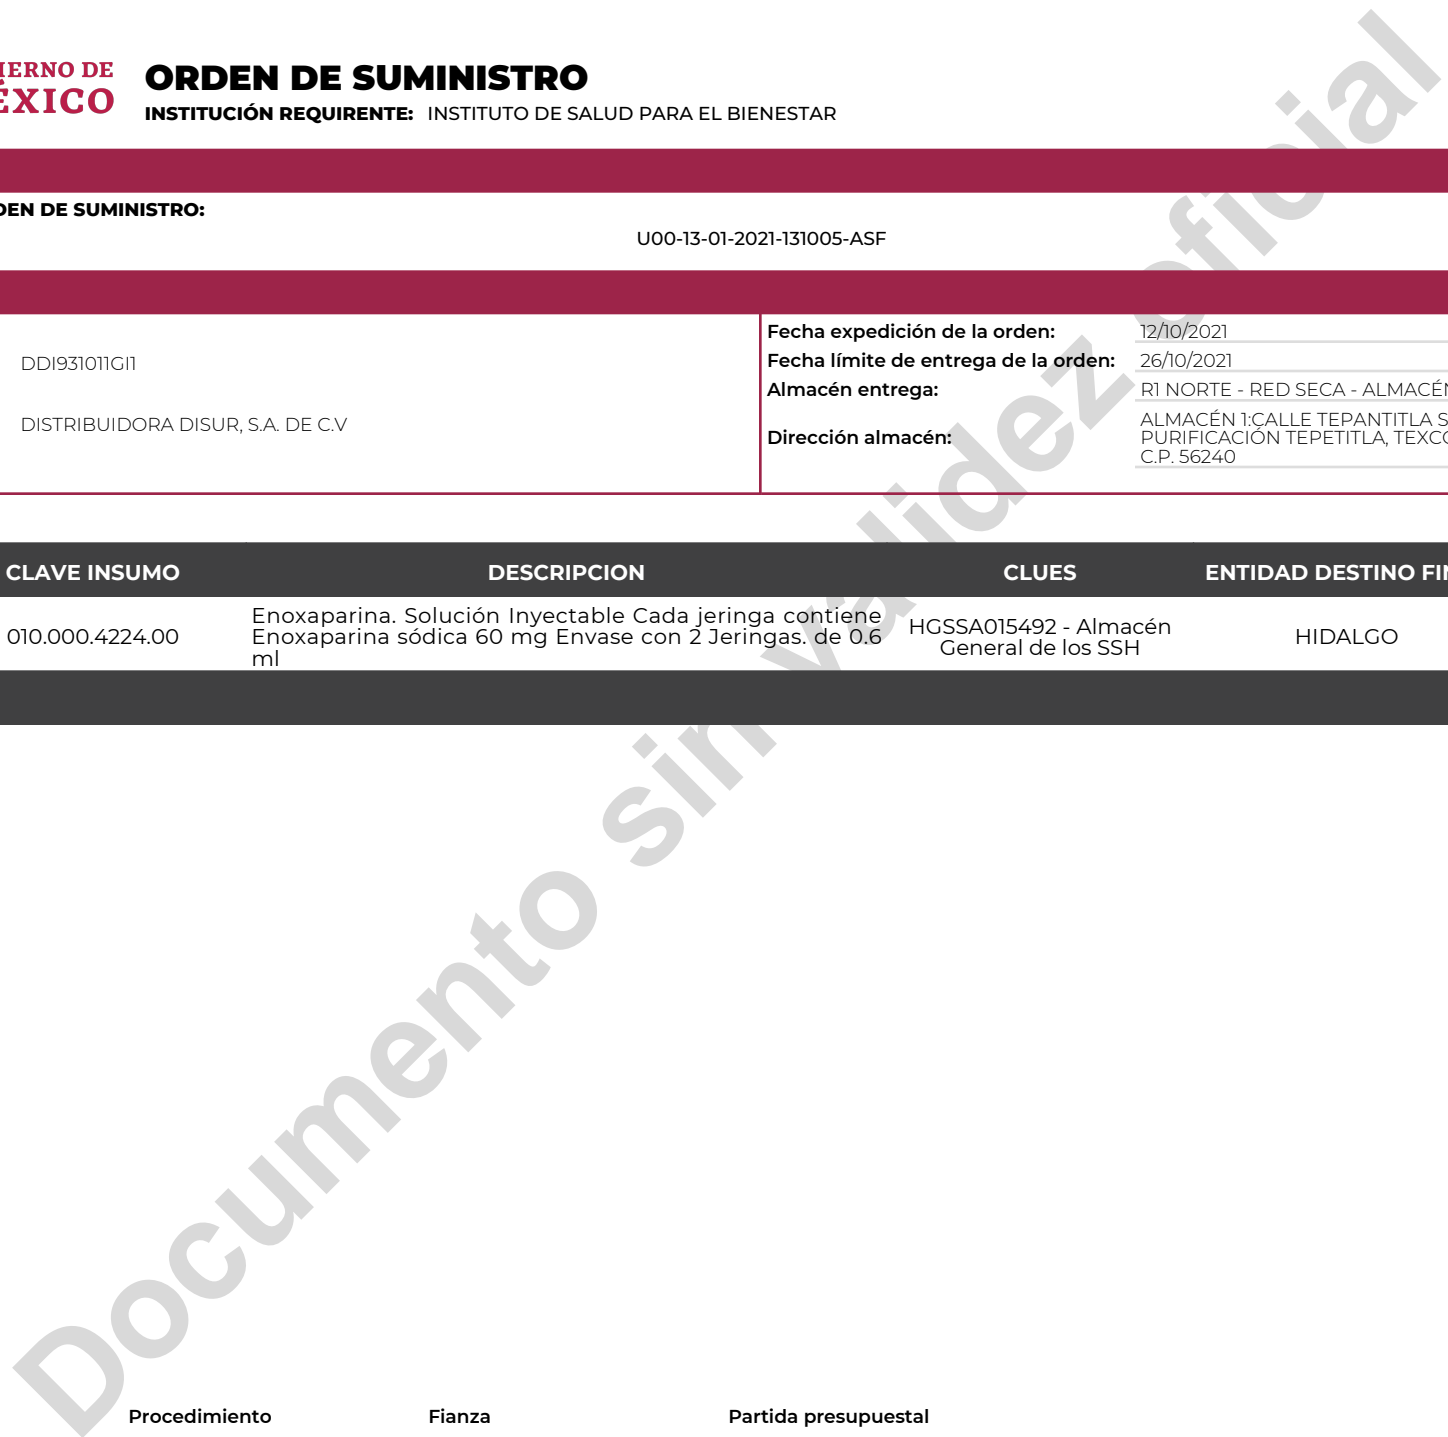 IERNO DE
ÉXICO
ORDEN DE SUMINISTRO
INSTITUCIÓN REQUIRENTE: INSTITUTO DE SALUD PARA EL BIENESTAR
DEN DE SUMINISTRO:
U00-13-01-2021-131005-ASF
DDI931011GI1
DISTRIBUIDORA DISUR, S.A. DE C.V
Fecha expedición de la orden: 12/10/2021
Fecha límite de entrega de la orden: 26/10/2021
Almacén entrega: R1 NORTE - RED SECA - ALMACÉN
Dirección almacén:
ALMACÉN 1:CALLE TEPANTITLA S
PURIFICACIÓN TEPETITLA, TEXCO
C.P. 56240
CLAVE INSUMO DESCRIPCION CLUES ENTIDAD DESTINO FIN
010.000.4224.00
Enoxaparina. Solución Inyectable Cada jeringa contiene
Enoxaparina sódica 60 mg Envase con 2 Jeringas. de 0.6
ml
HGSSA015492 - Almacén
General de los SSH
HIDALGO
Documento sin validez oficial
Procedimiento Fianza Partida presupuestal